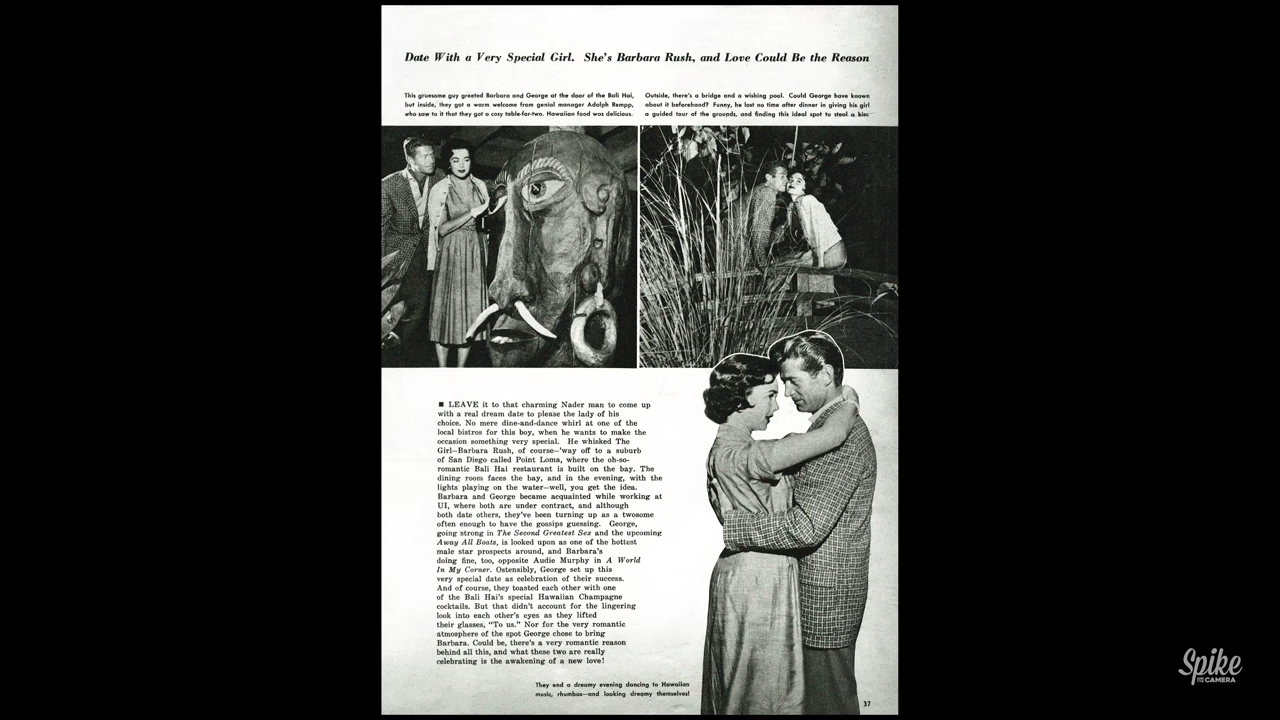 Date With a Very Special Girl. She's Barbara Rush, and Love Could Be the Reason
This gruesome guy greeted Barbara and George at the door of the Bali Hai,
but inside, they got a warm welcome from genial manager Adolph Rempp,
who saw to it that they got a cosy table-for-two. Hawaiian food was delicious.
Outside, there's a bridge and a wishing pool. Could George have known
about it beforehand? Funny, he lost no time after dinner in giving his girl
a guided tour of the grounds, and finding this ideal spot to steal a kiss
■ LEAVE it to that charming Nader man to come up
with a real dream date to please the lady of his
choice. No mere dine-and-dance whirl at one of the
local bistros for this boy, when he wants to make the
occasion something very special. He whisked The
Girl—Barbara Rush, of course—'way off to a suburb
of San Diego called Point Loma, where the oh-so-
romantic Bali Hai restaurant is built on the bay. The
dining room faces the bay, and in the evening, with the
lights playing on the water—well, you get the idea.
Barbara and George became acquainted while working at
UI, where both are under contract, and although
both date others, they've been turning up as a twosome
often enough to have the gossips guessing. George,
going strong in The Second Greatest Sex and the upcoming
Away All Boats, is looked upon as one of the hottest
male star prospects around, and Barbara's
doing fine, too, opposite Audie Murphy in A World
In My Corner. Ostensibly, George set up this
very special date as celebration of their success.
And of course, they toasted each other with one
of the Bali Hai's special Hawaiian Champagne
cocktails. But that didn't account for the lingering
look into each other's eyes as they lifted
their glasses, "To us." Nor for the very romantic
atmosphere of the spot George chose to bring
Barbara. Could be, there's a very romantic reason
behind all this, and what these two are really
celebrating is the awakening of a new love!
They end a dreamy evening dancing to Hawaiian
music, rhumbas—and looking dreamy themselves!
37
Spike
AND THE CAMERA